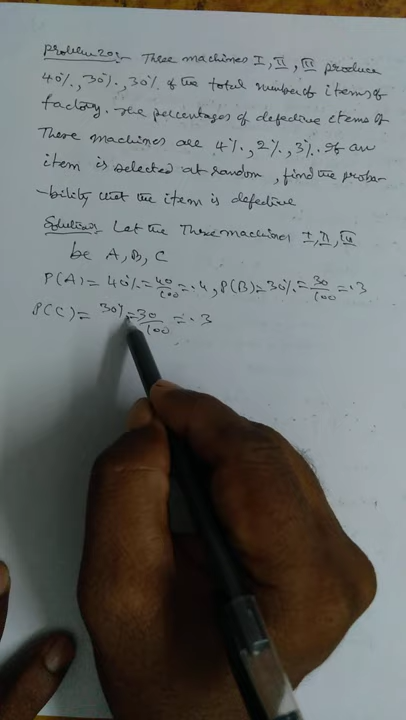 Problem 20:- Three machines I, II, III produce
40%, 30%, 30% of the total number of items of
factory. The percentages of defective items of
These machines are 4%, 2%, 3%. If an
item is selected at random, find the proba-
-bility that the item is defective
Solution:- Let the Three machines I, II, III
be A, B, C
P(A) = 40% = 40/100 = .4, P(B) = 30% = 30/100 = .3
P(C) = 30% = 30/100 = .3